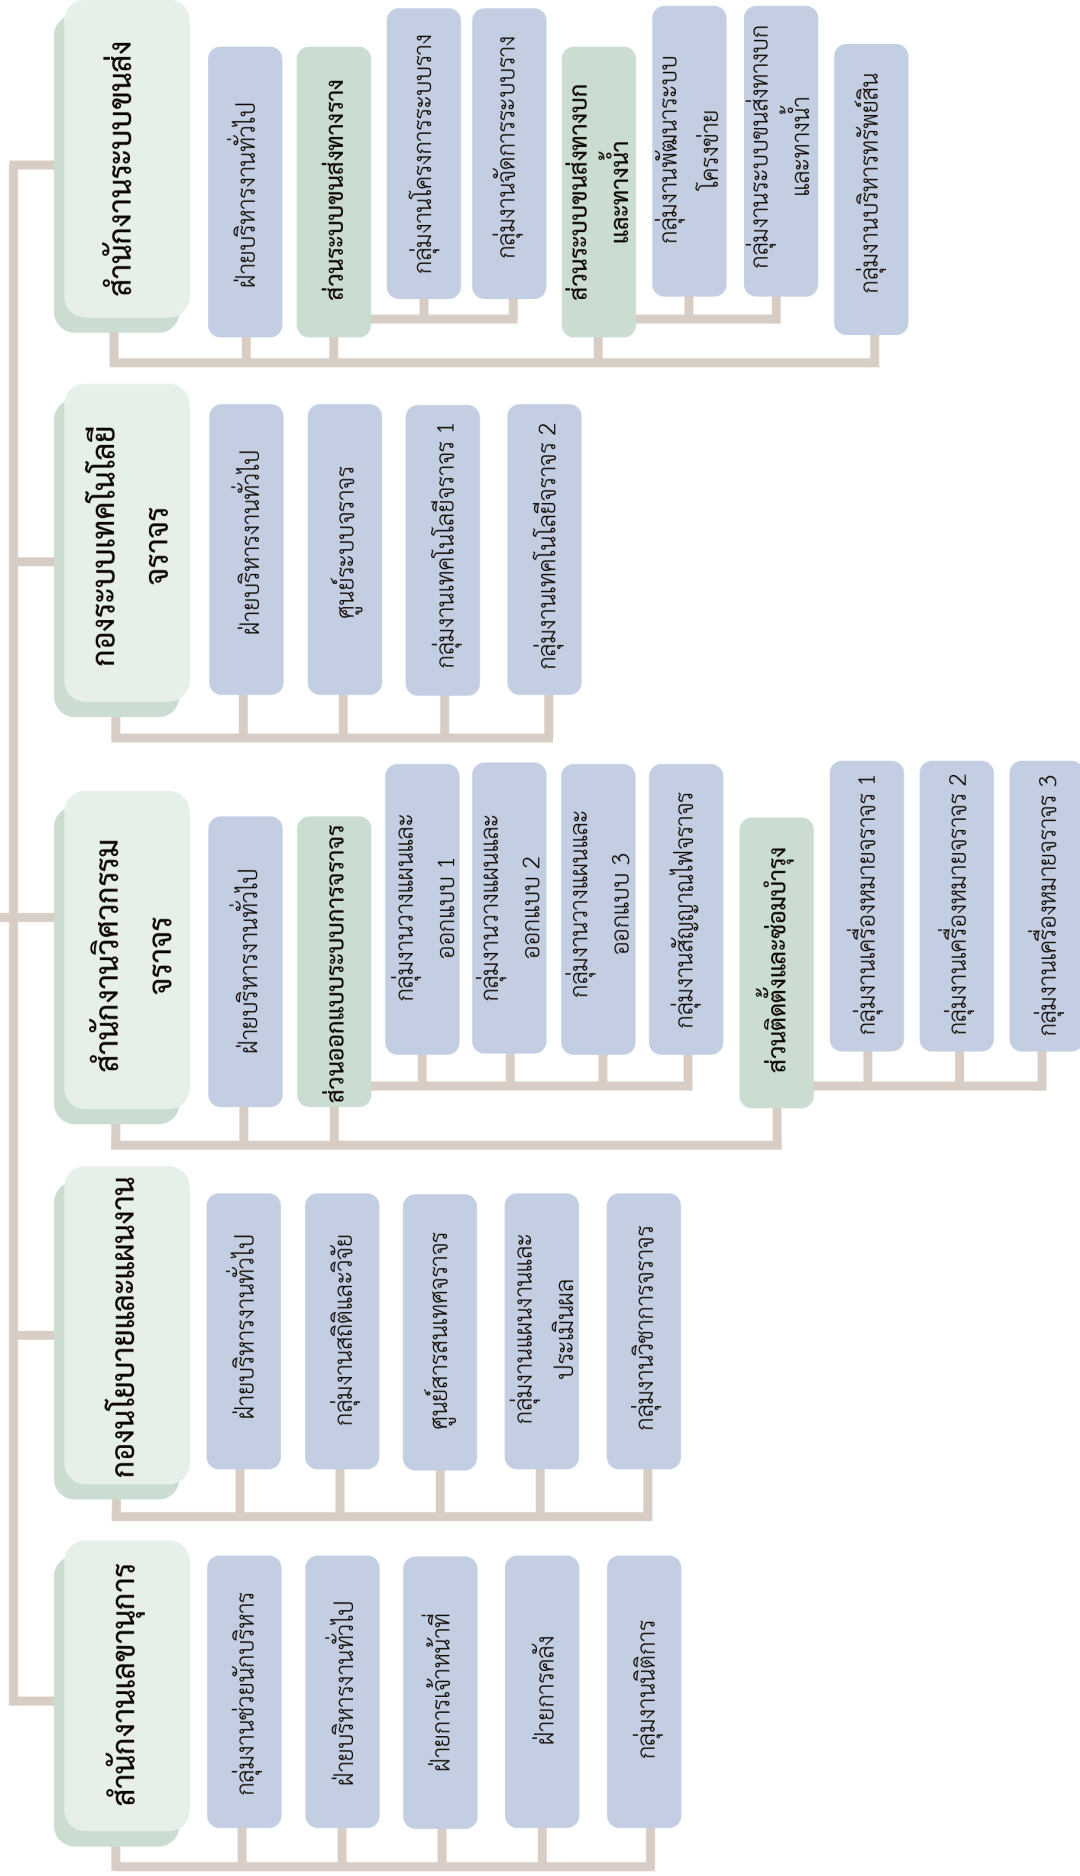 สำนักงานเลขานุการ
กลุ่มงานช่วยนักบริหาร
ฝ่ายบริหารงานทั่วไป
ฝ่ายการเจ้าหน้าที่
ฝ่ายการคลัง
กลุ่มงานนิติการ
กองนโยบายและแผนงาน
ฝ่ายบริหารงานทั่วไป
กลุ่มงานสถิติและวิจัย
ศูนย์สารสนเทศจราจร
กลุ่มงานแผนงานและ
ประเมินผล
กลุ่มงานวิชาการจราจร
สำนักงานวิศวกรรม
จราจร
ฝ่ายบริหารงานทั่วไป
ส่วนออกแบบระบบการจราจร
กลุ่มงานวางแผนและ
ออกแบบ 1
กลุ่มงานวางแผนและ
ออกแบบ 2
กลุ่มงานวางแผนและ
ออกแบบ 3
กลุ่มงานสัญญาณไฟจราจร
ส่วนติดตั้งและซ่อมบำรุง
กลุ่มงานเครื่องหมายจราจร 1
กลุ่มงานเครื่องหมายจราจร 2
กลุ่มงานเครื่องหมายจราจร 3
กองระบบเทคโนโลยี
จราจร
ฝ่ายบริหารงานทั่วไป
ศูนย์ระบบจราจร
กลุ่มงานเทคโนโลยีจราจร 1
กลุ่มงานเทคโนโลยีจราจร 2
สำนักงานระบบขนส่ง
ฝ่ายบริหารงานทั่วไป
ส่วนระบบขนส่งทางราง
กลุ่มงานโครงการระบบราง
กลุ่มงานจัดการระบบราง
ส่วนระบบขนส่งทางบก
และทางน้ำ
กลุ่มงานพัฒนาระบบ
โครงข่าย
กลุ่มงานระบบขนส่งทางบก
และทางน้ำ
กลุ่มงานบริหารทรัพย์สิน